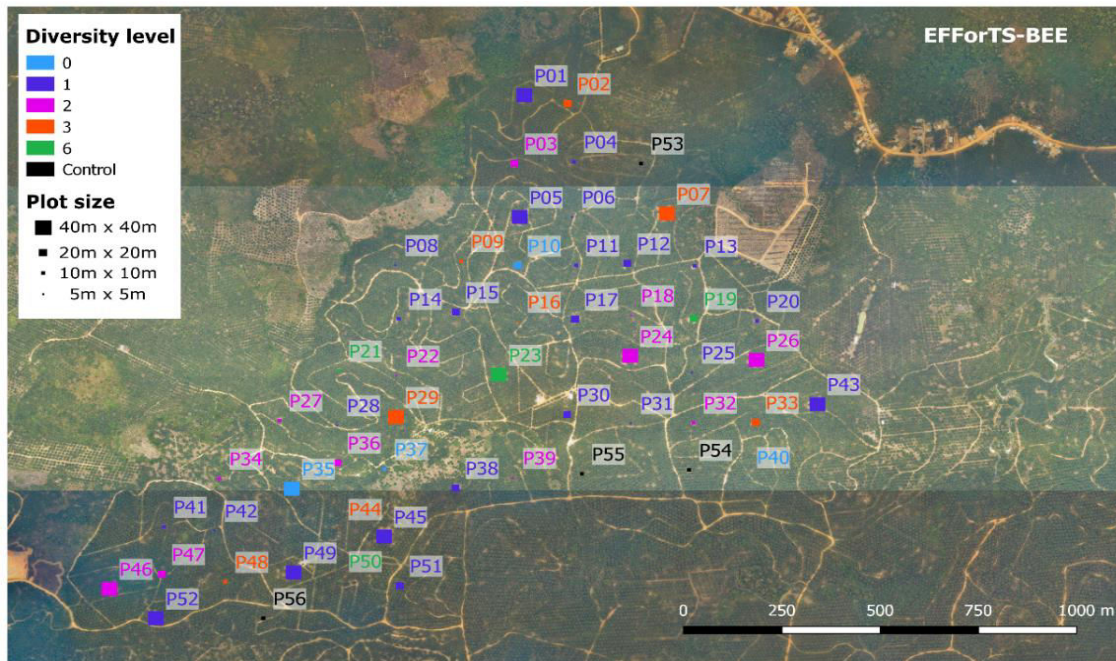 EFForTS-BEE
Diversity level
0
1
2
3
6
Control
Plot size
40m x 40m
20m x 20m
10m x 10m
5m x 5m
P01
P02
P03
P04
P53
P05
P06
P07
P08
P09
P10
P11
P12
P13
P14
P15
P16
P17
P18
P19
P20
P21
P22
P23
P24
P25
P26
P27
P28
P29
P30
P31
P32
P33
P43
P34
P35
P36
P37
P38
P39
P55
P54
P40
P41
P42
P44
P45
P46
P47
P48
P49
P50
P51
P52
P56
0 250 500 750 1000 m